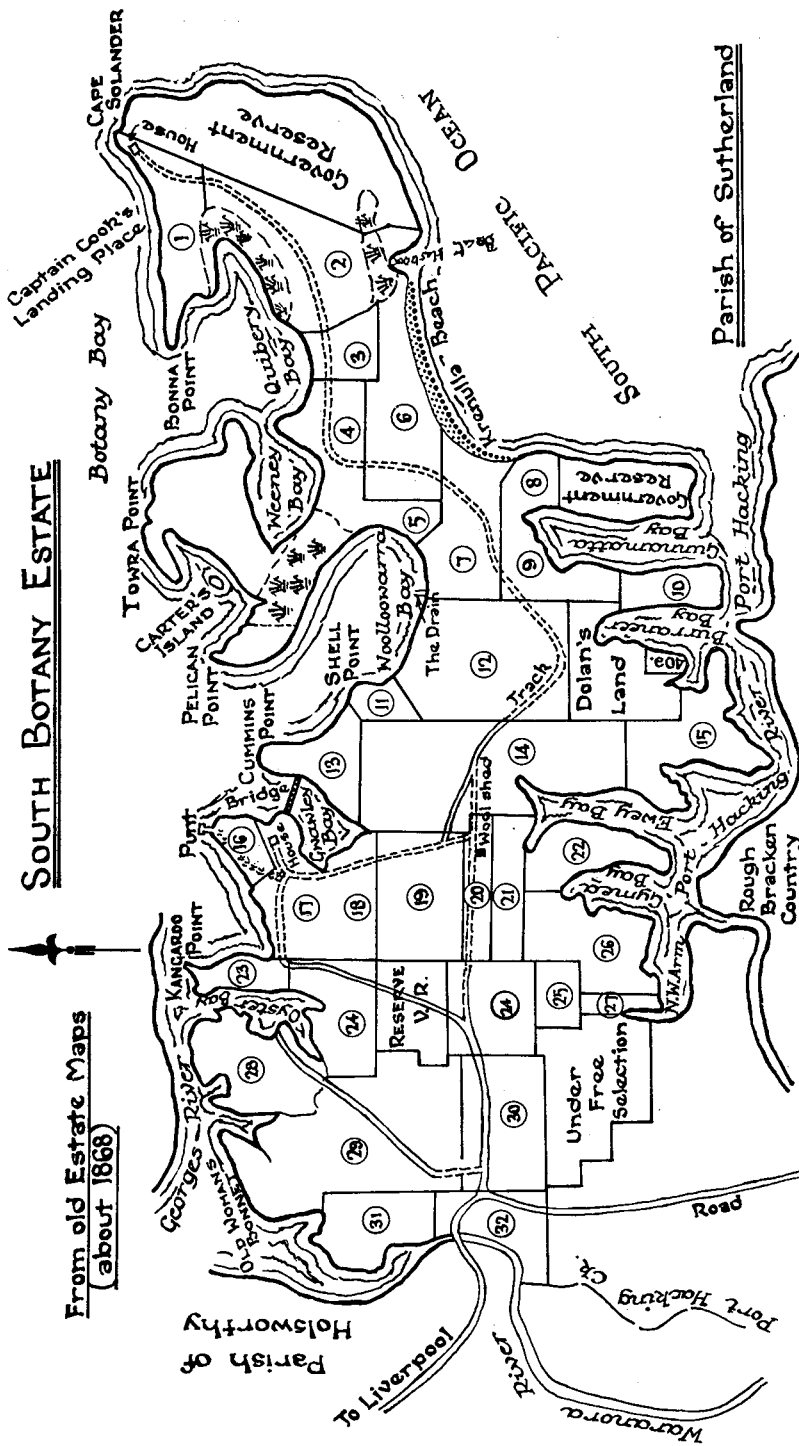 SOUTH BOTANY ESTATE
From old Estate Maps
(about 1868)
Parish of Sutherland
Parish of
Holsworthy
Captain Cook's
Landing Place
CAPE
SOLANDER
House
Government
Reserve
Botany Bay
BONNA
POINT
Quibery
Bay
TOWRA POINT
Weeney
Bay
CARTER'S
ISLAND
PELICAN
POINT
Woollooware
Bay
SHELL
POINT
The Drain
CUMMINS
POINT
Punt
Bridge
House
Gwawley
Bay
KANGAROO
POINT
Oyster
Bay
Georges River
OLD WOMAN'S
BONNET
Boat Harbour
Krenulla Beach
SOUTH PACIFIC OCEAN
Government
Reserve
Gunnamatta
Bay
Burraneer
Bay
Port Hacking
40a.
Dolan's
Land
Track
Woolshed
Ewey Bay
Port Hacking River
Gymea
Bay
Port
N.W. Arm
Rough
Bracken
Country
RESERVE
V.R.
Under
Free
Selection
Road
To Liverpool
Waranora River
Port Hacking Ck.
1
2
3
4
5
6
7
8
9
10
11
12
13
14
15
16
17
18
19
20
21
22
23
24
24
25
26
27
28
29
30
31
32